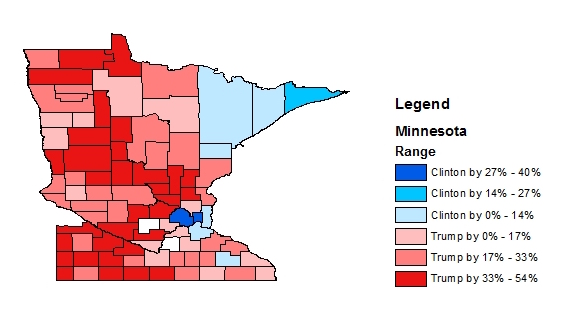 Legend
Minnesota
Range
Clinton by 27% - 40%
Clinton by 14% - 27%
Clinton by 0% - 14%
Trump by 0% - 17%
Trump by 17% - 33%
Trump by 33% - 54%